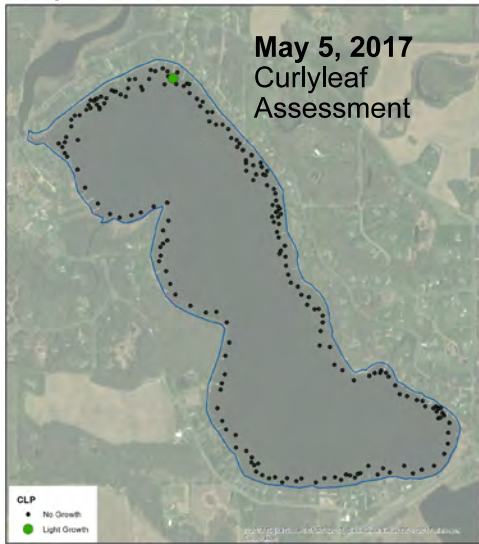 May 5, 2017
Curlyleaf
Assessment
CLP
No Growth
Light Growth